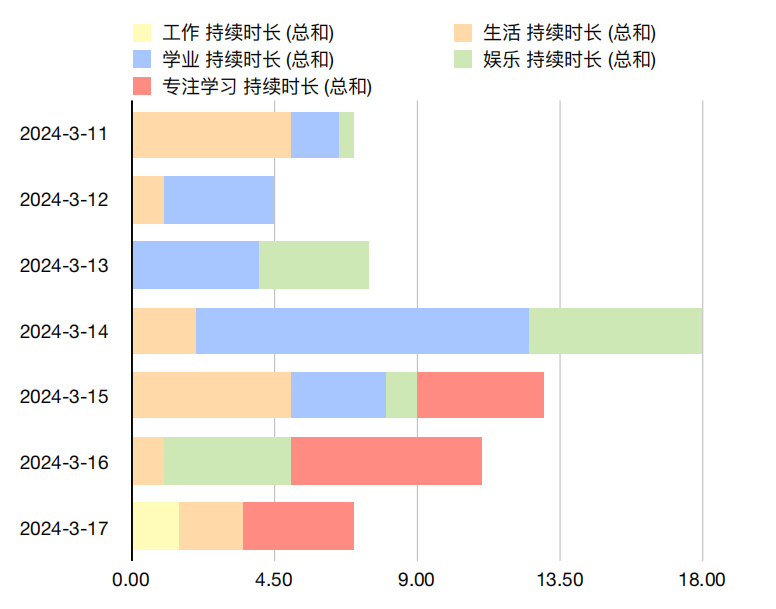 工作 持续时长 (总和)
生活 持续时长 (总和)
学业 持续时长 (总和)
娱乐 持续时长 (总和)
专注学习 持续时长 (总和)
2024-3-11
2024-3-12
2024-3-13
2024-3-14
2024-3-15
2024-3-16
2024-3-17
0.00 4.50 9.00 13.50 18.00